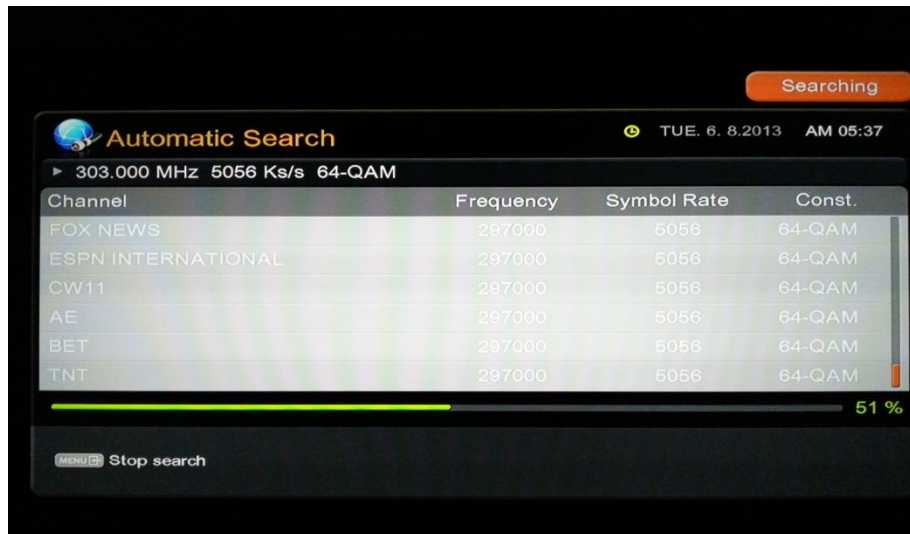 Searching
Automatic Search TUE. 6. 8.2013 AM 05:37
303.000 MHz 5056 Ks/s 64-QAM
Channel Frequency Symbol Rate Const.
FOX NEWS 297000 5056 64-QAM
ESPN INTERNATIONAL 297000 5056 64-QAM
CW11 297000 5056 64-QAM
AE 297000 5056 64-QAM
BET 297000 5056 64-QAM
TNT 297000 5056 64-QAM
51 %
MENU Stop search